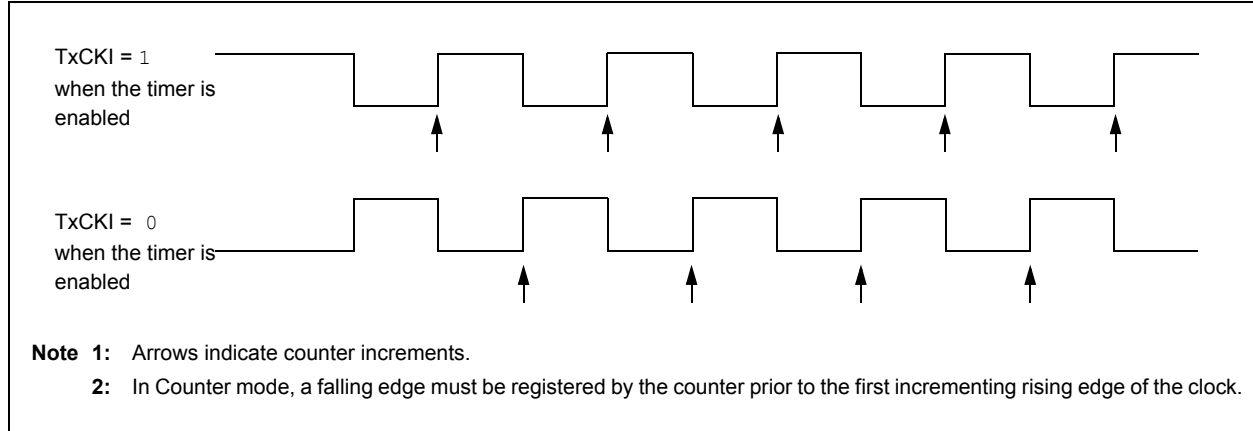 TxCKI = 1
when the timer is
enabled
TxCKI = 0
when the timer is
enabled
Note 1: Arrows indicate counter increments.
2: In Counter mode, a falling edge must be registered by the counter prior to the first incrementing rising edge of the clock.